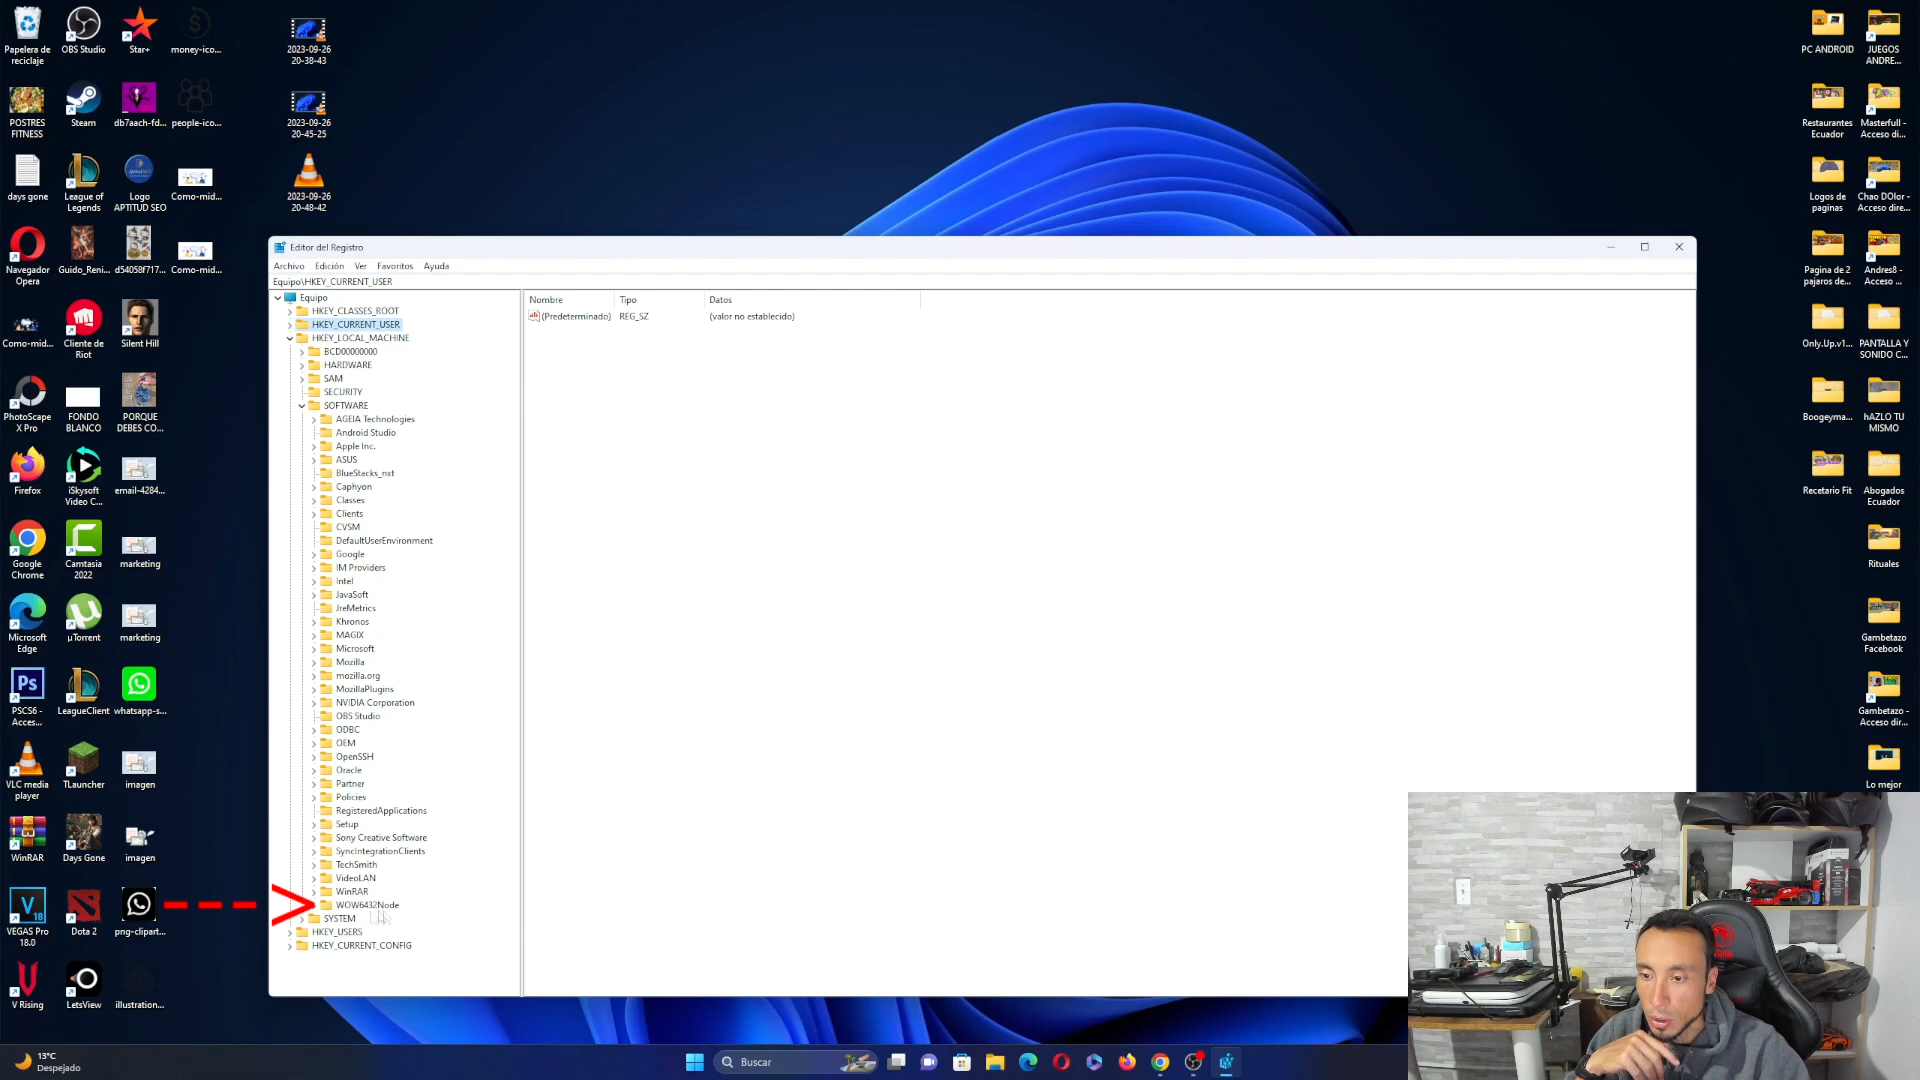 Papelera de
reciclaje
OBS Studio
Star+
money-ico...
2023-09-26
20-38-43
POSTRES
FITNESS
Steam
db7aach-fd...
people-ico...
2023-09-26
20-45-25
days gone
League of
Legends
Logo
APTITUD SEO
Como-mid...
2023-09-26
20-48-42
Navegador
Opera
Guido_Reni...
d54058f717...
Como-mid...
Como-mid...
Cliente de
Riot
Silent Hill
PhotoScape
X Pro
FONDO
BLANCO
PORQUE
DEBES CO...
Firefox
iSkysoft
Video C...
email-4284...
Google
Chrome
Camtasia
2022
marketing
Microsoft
Edge
µTorrent
marketing
Ps
PSCS6 -
Acces...
LeagueClient
whatsapp-s...
VLC media
player
TLauncher
imagen
WinRAR
Days Gone
imagen
VEGAS Pro
18.0
Dota 2
png-clipart...
V Rising
LetsView
illustration...
PC ANDROID
JUEGOS
ANDRE...
Restaurantes
Ecuador
Masterfull -
Acceso di...
Logos de
paginas
Chao DOlor -
Acceso dire...
Pagina de 2
pajaros de...
Andres8 -
Acceso ...
Only.Up.v1...
PANTALLA Y
SONIDO C...
Boogeyma...
hAZLO TU
MISMO
Recetario Fit
Abogados
Ecuador
Rituales
Gambetazo
Facebook
Gambetazo -
Acceso dir...
Lo mejor
Editor del Registro
Archivo Edición Ver Favoritos Ayuda
Equipo\HKEY_CURRENT_USER
Equipo
HKEY_CLASSES_ROOT
HKEY_CURRENT_USER
HKEY_LOCAL_MACHINE
BCD00000000
HARDWARE
SAM
SECURITY
SOFTWARE
AGEIA Technologies
Android Studio
Apple Inc.
ASUS
BlueStacks_nxt
Caphyon
Classes
Clients
CVSM
DefaultUserEnvironment
Google
IM Providers
Intel
JavaSoft
JreMetrics
Khronos
MAGIX
Microsoft
Mozilla
mozilla.org
MozillaPlugins
NVIDIA Corporation
OBS Studio
ODBC
OEM
OpenSSH
Oracle
Partner
Policies
RegisteredApplications
Setup
Sony Creative Software
SyncIntegrationClients
TechSmith
VideoLAN
WinRAR
WOW6432Node
SYSTEM
HKEY_USERS
HKEY_CURRENT_CONFIG
Nombre Tipo Datos
(Predeterminado) REG_SZ (valor no establecido)
13°C
Despejado
Buscar